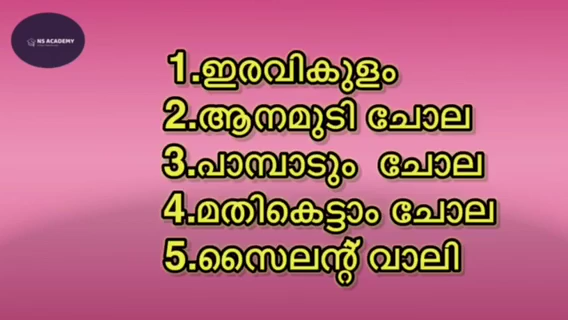 NS ACADEMY
1.ഇരവികുളം
2.ആനമുടി ചോല
3.പാമ്പാടും ചോല
4.മതികെട്ടാം ചോല
5.സൈലന്റ് വാലി